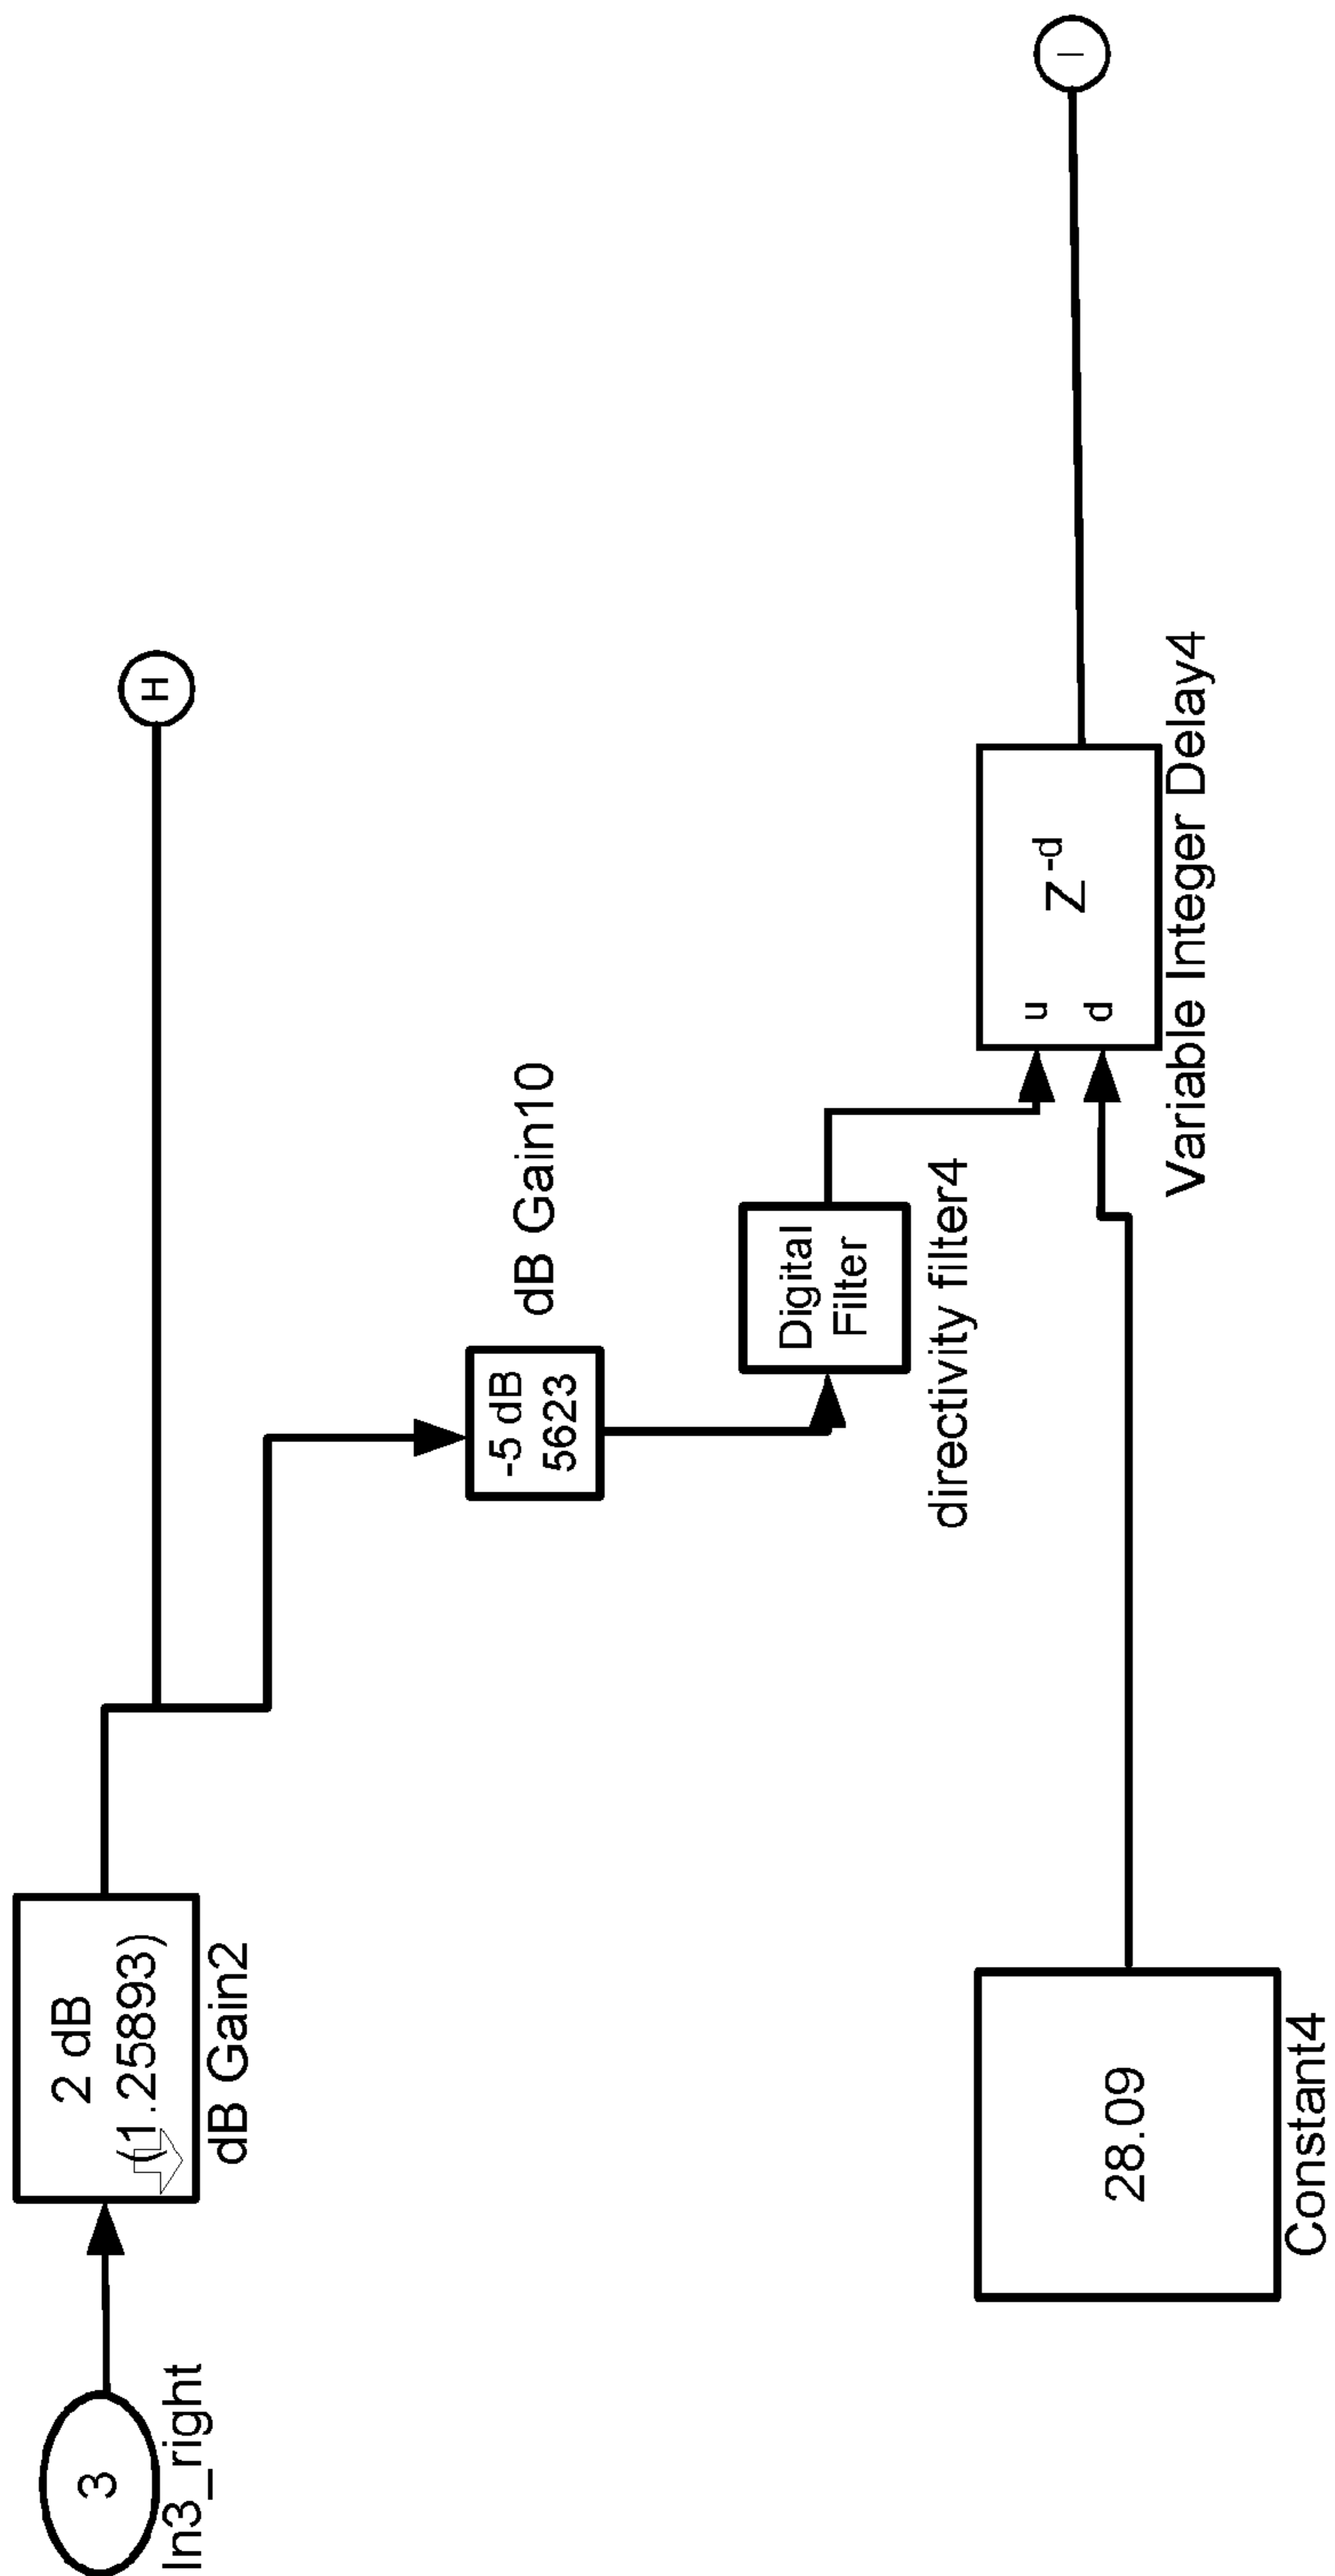 3
In3_right
2 dB
(1.25893)
dB Gain2
H
-5 dB
5623
dB Gain10
Digital
Filter
directivity filter4
28.09
Constant4
u
d
Z-d
Variable Integer Delay4
I